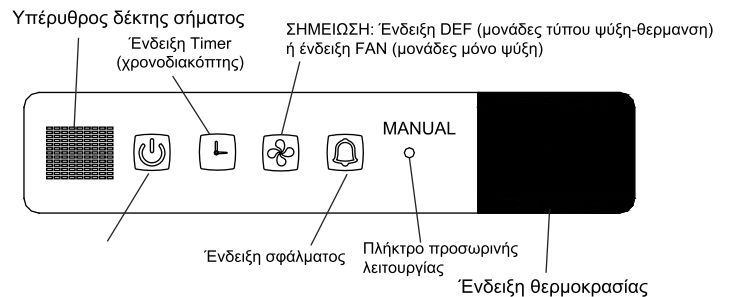 Υπέρυθρος δέκτης σήματος
Ένδειξη Timer
(χρονοδιακόπτης)
ΣΗΜΕΙΩΣΗ: Ένδειξη DEF (μονάδες τύπου ψύξη-θερμανση)
ή ένδειξη FAN (μονάδες μόνο ψύξη)
MANUAL
Ένδειξη σφάλματος
Πλήκτρο προσωρινής
λειτουργίας
Ένδειξη θερμοκρασίας